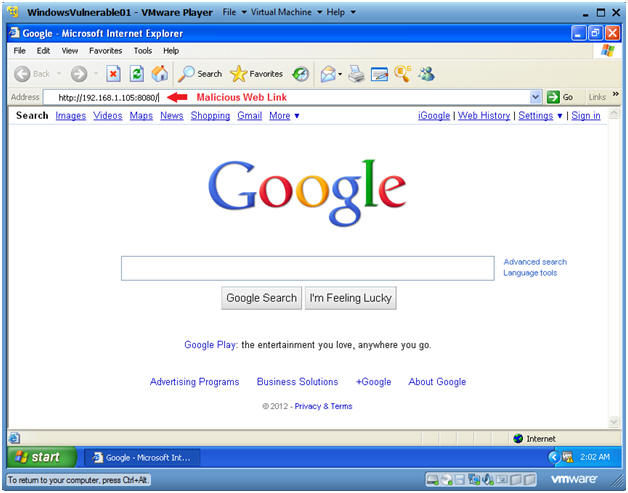 WindowsVulnerable01 - VMware Player File ▾ Virtual Machine ▾ Help ▾
Google - Microsoft Internet Explorer
File Edit View Favorites Tools Help
Back Search Favorites
Address http://192.168.1.105:8080/ Malicious Web Link Go Links »
Search Images Videos Maps News Shopping Gmail More ▼ iGoogle | Web History | Settings ▼ | Sign in
Google
Advanced search
Language tools
Google Search I'm Feeling Lucky
Google Play: the entertainment you love, anywhere you go.
Advertising Programs Business Solutions +Google About Google
© 2012 - Privacy & Terms
Internet
start Google - Microsoft Int... 2:02 AM
To return to your computer, press Ctrl+Alt. vmware